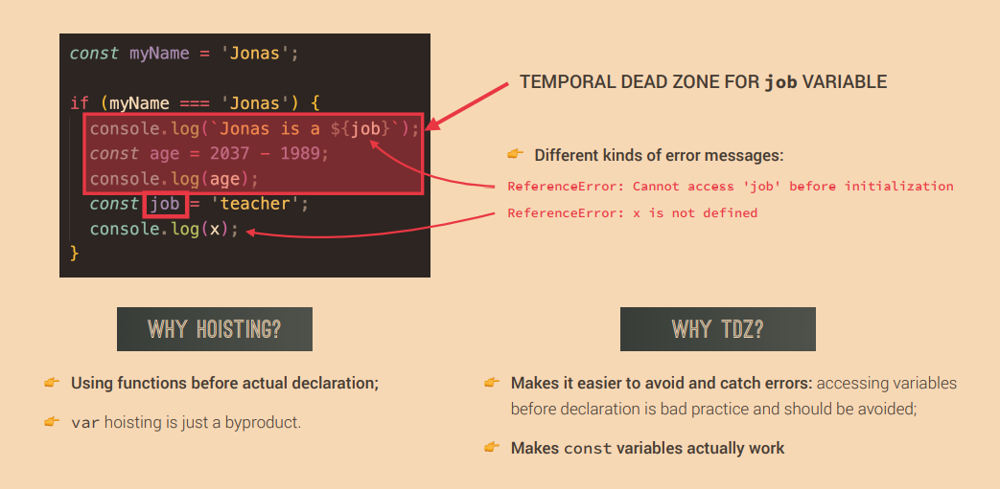 const myName = 'Jonas';
if (myName === 'Jonas') {
console.log(`Jonas is a ${job}`);
const age = 2037 – 1989;
console.log(age);
const job = 'teacher';
console.log(x);
}
TEMPORAL DEAD ZONE FOR job VARIABLE
Different kinds of error messages:
ReferenceError: Cannot access 'job' before initialization
ReferenceError: x is not defined
WHY HOISTING?
Using functions before actual declaration;
var hoisting is just a byproduct.
WHY TDZ?
Makes it easier to avoid and catch errors: accessing variables
before declaration is bad practice and should be avoided;
Makes const variables actually work